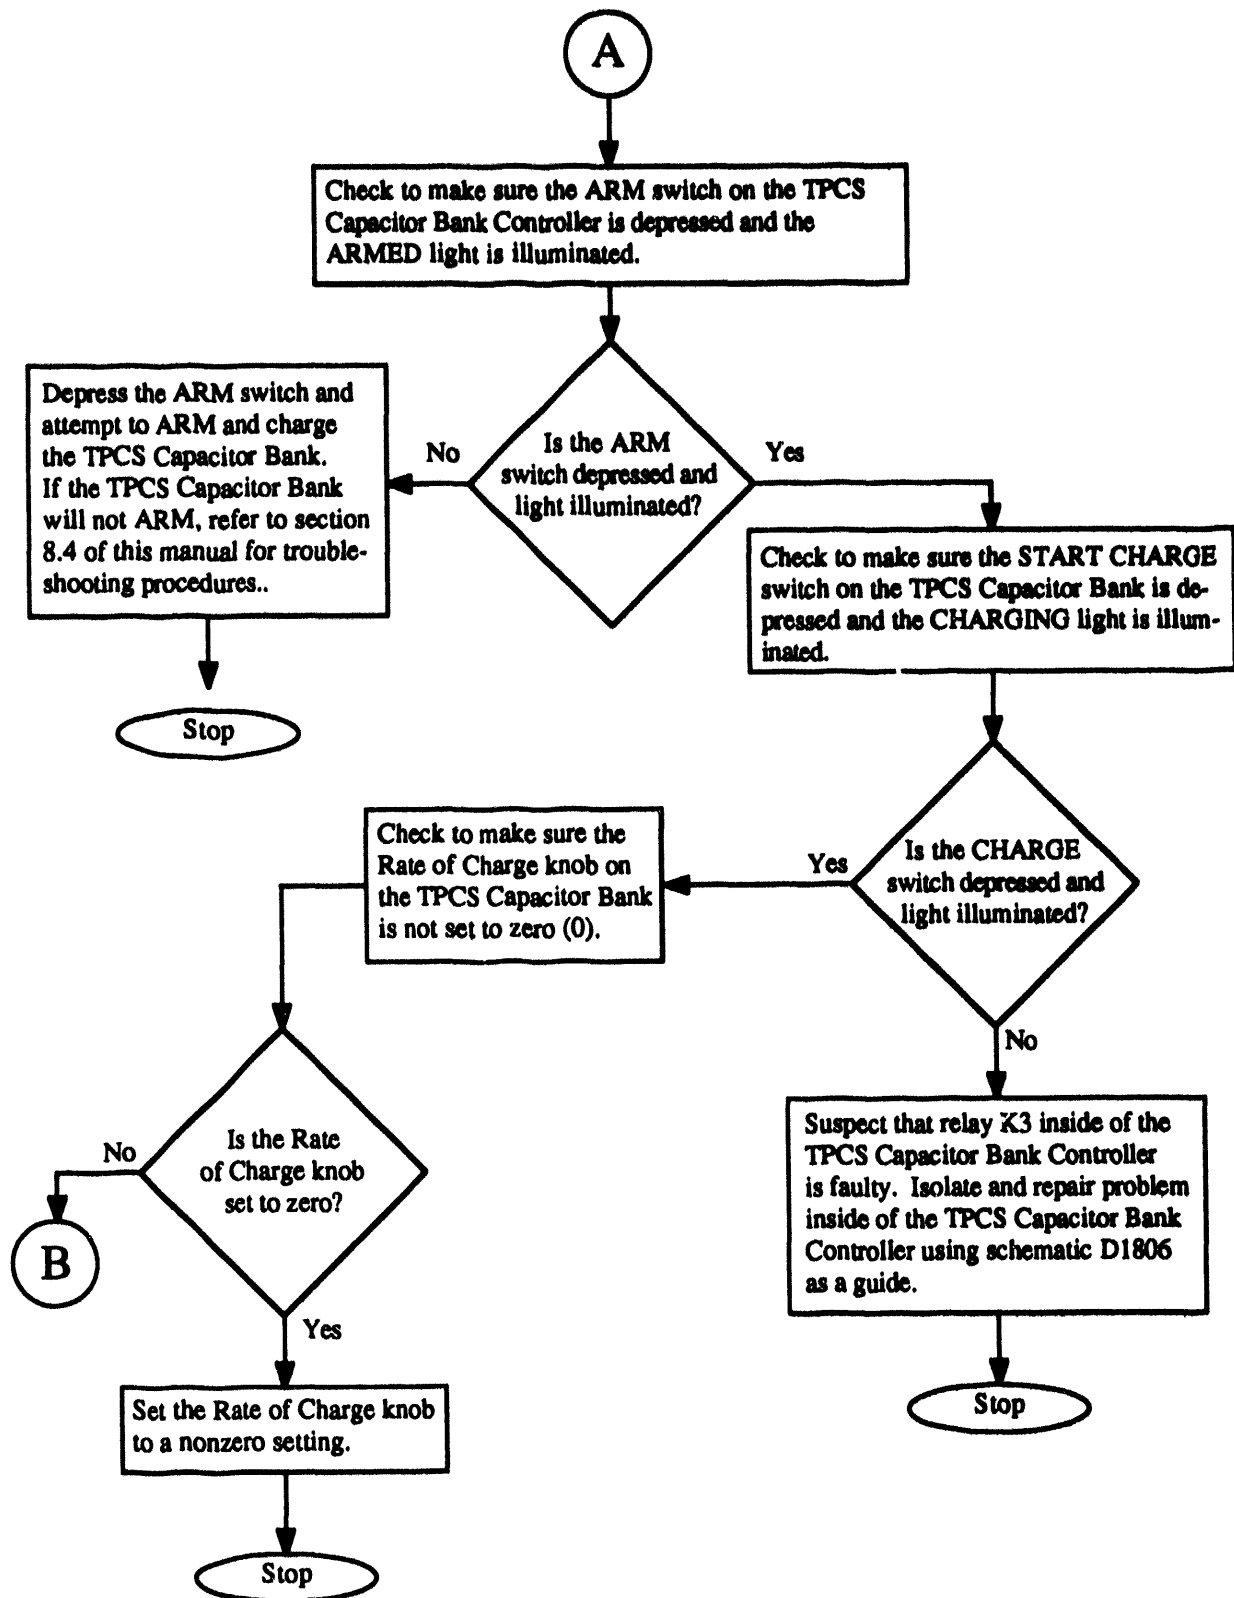 A
Check to make sure the ARM switch on the TPCS
Capacitor Bank Controller is depressed and the
ARMED light is illuminated.
Depress the ARM switch and
attempt to ARM and charge
the TPCS Capacitor Bank.
If the TPCS Capacitor Bank
will not ARM, refer to section
8.4 of this manual for trouble-
shooting procedures..
No
Is the ARM
switch depressed and
light illuminated?
Yes
Stop
Check to make sure the START CHARGE
switch on the TPCS Capacitor Bank is de-
pressed and the CHARGING light is illum-
inated.
Check to make sure the
Rate of Charge knob on
the TPCS Capacitor Bank
is not set to zero (0).
Yes
Is the CHARGE
switch depressed and
light illuminated?
No
No
Is the Rate
of Charge knob
set to zero?
B
Yes
Suspect that relay K3 inside of the
TPCS Capacitor Bank Controller
is faulty. Isolate and repair problem
inside of the TPCS Capacitor Bank
Controller using schematic D1806
as a guide.
Set the Rate of Charge knob
to a nonzero setting.
Stop
Stop